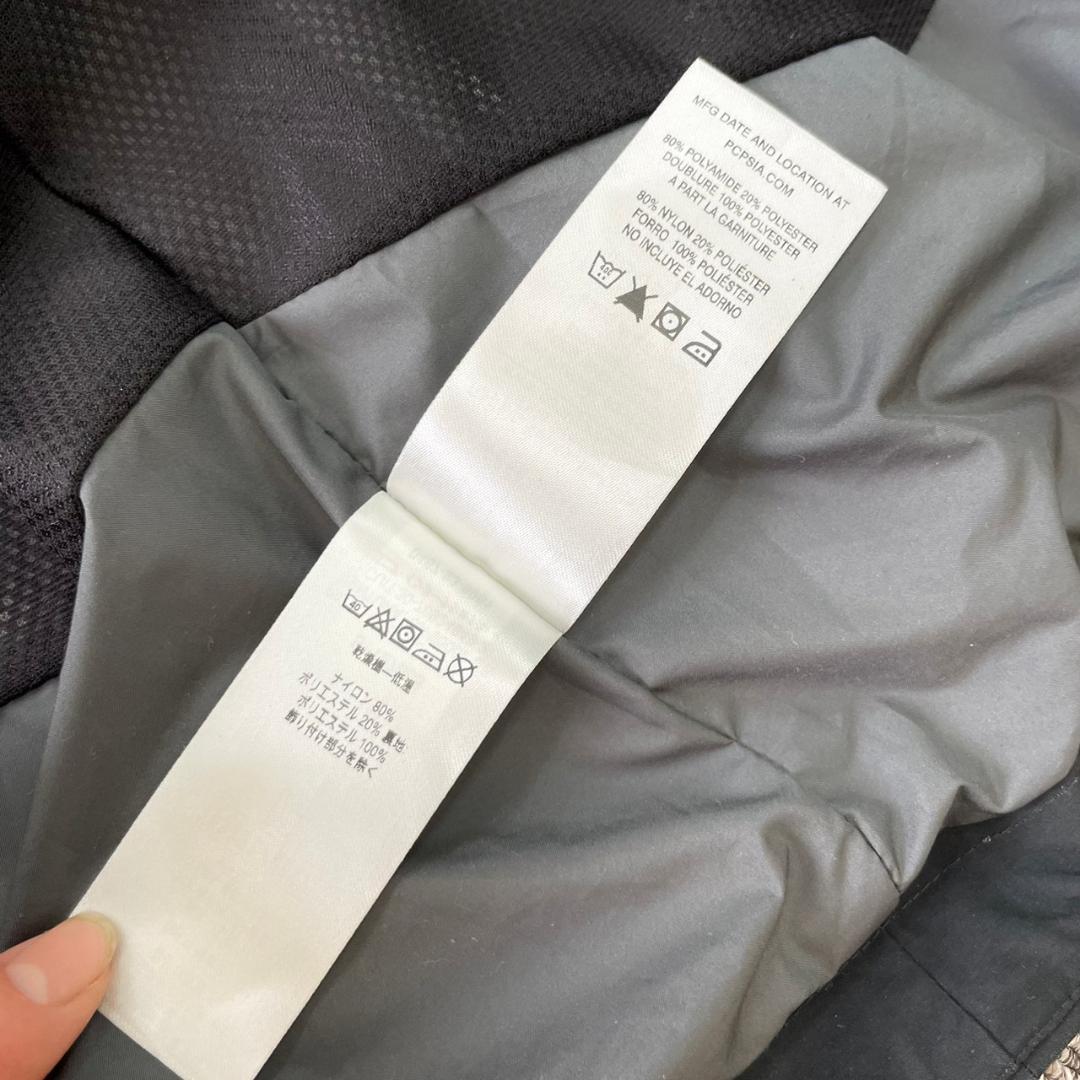 MFG DATE AND LOCATION AT
PCPSIA.COM
80% POLYAMIDE 20% POLYESTER
DOUBLURE 100% POLYESTER
A PART LA GARNITURE
80% NYLON 20% POLIÉSTER
FORRO 100% POLIÉSTER
NO INCLUYE EL ADORNO
40
40
乾燥機ー低温
ナイロン 80%
ポリエステル 20% 裏地
ポリエステル 100%
飾り付け部分を除く